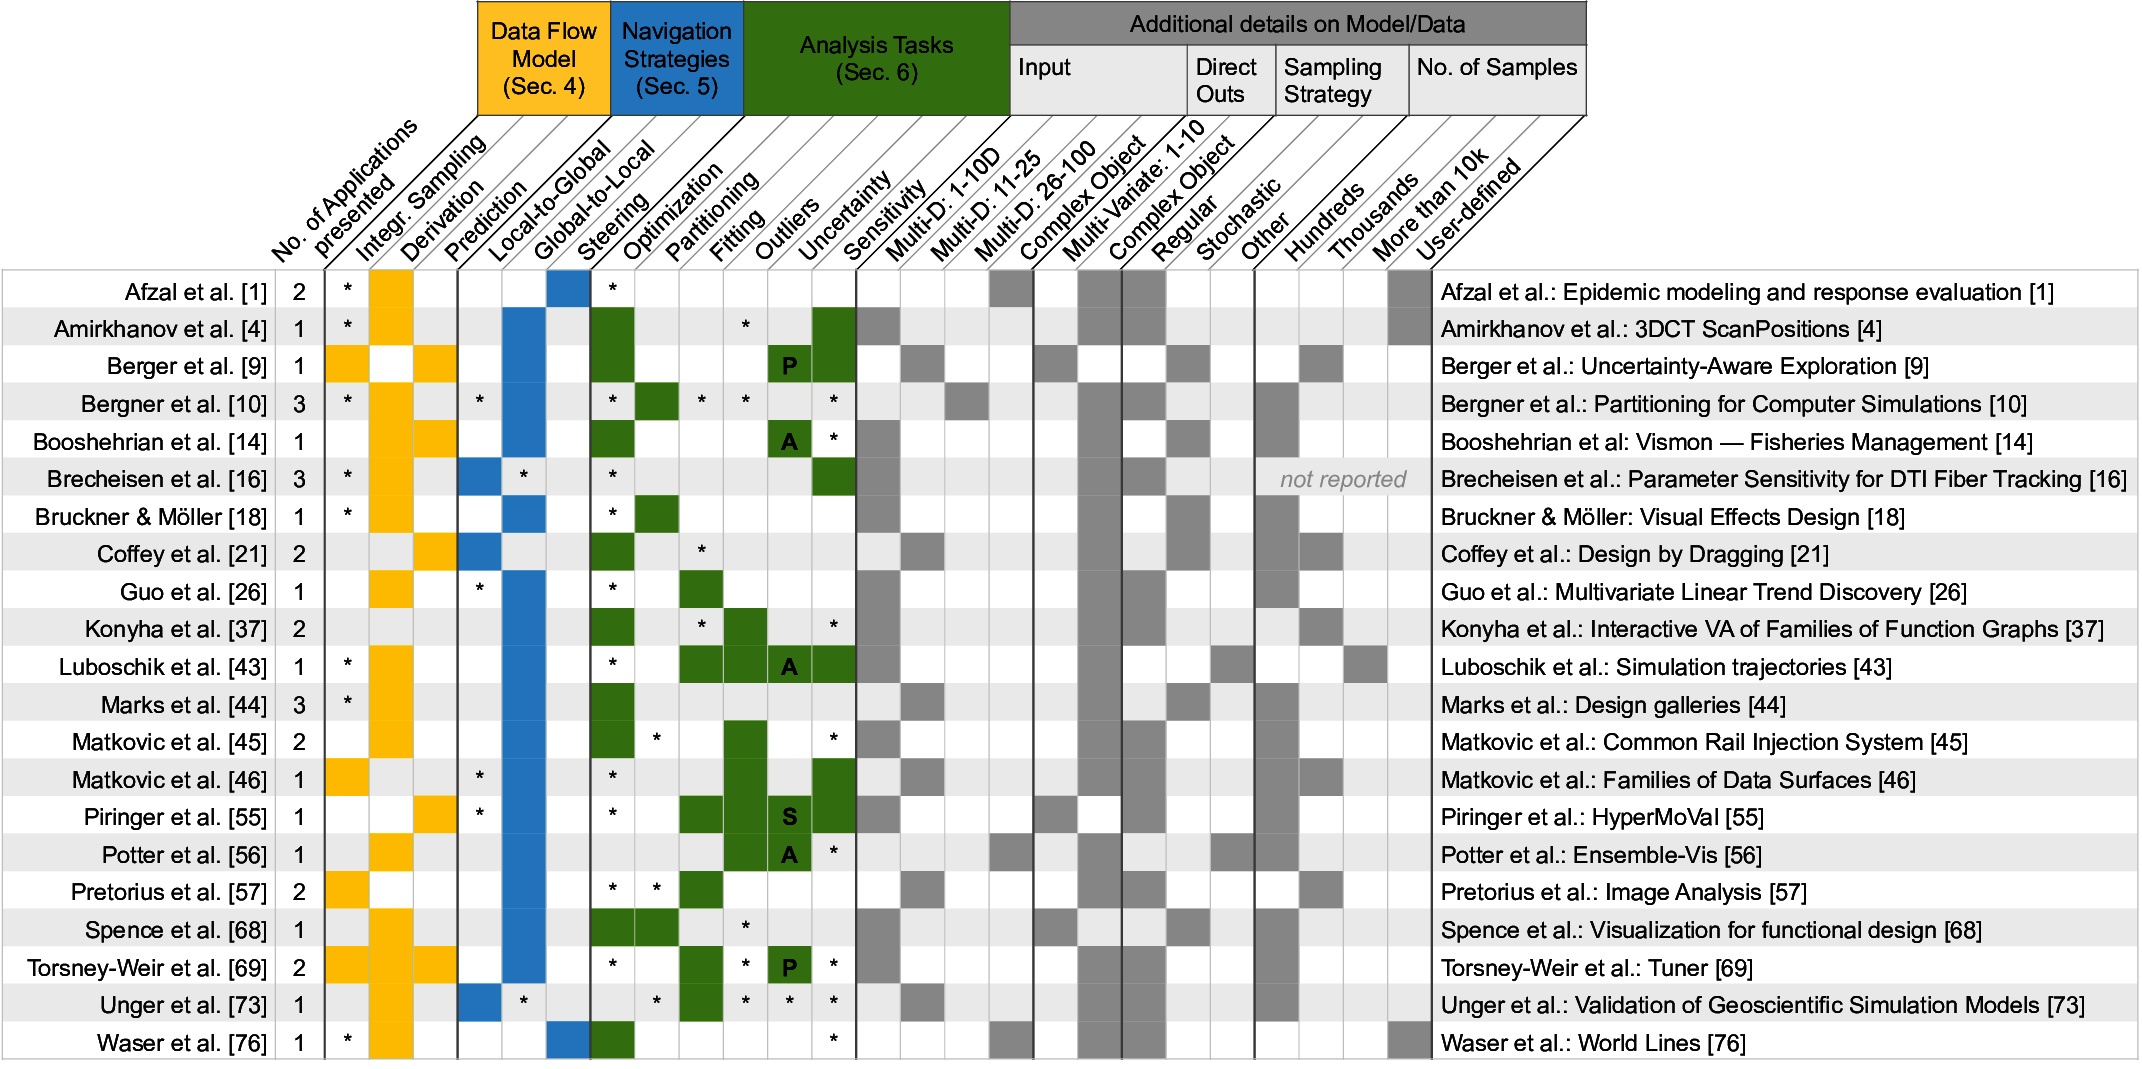 Data Flow
Model
(Sec. 4)
Navigation
Strategies
(Sec. 5)
Analysis Tasks
(Sec. 6)
Additional details on Model/Data
Input
Direct
Outs
Sampling
Strategy
No. of Samples
No. of Applications
presented
Integr. Sampling
Derivation
Prediction
Local-to-Global
Global-to-Local
Steering
Optimization
Partitioning
Fitting
Outliers
Uncertainty
Sensitivity
Multi-D: 1-10D
Multi-D: 11-25
Multi-D: 26-100
Complex Object
Multi-Variate: 1-10
Complex Object
Regular
Stochastic
Other
Hundreds
Thousands
More than 10k
User-defined
Afzal et al. [1] 2 * * Afzal et al.: Epidemic modeling and response evaluation [1]
Amirkhanov et al. [4] 1 * * Amirkhanov et al.: 3DCT ScanPositions [4]
Berger et al. [9] 1 P Berger et al.: Uncertainty-Aware Exploration [9]
Bergner et al. [10] 3 * * * * * * Bergner et al.: Partitioning for Computer Simulations [10]
Booshehrian et al. [14] 1 A * Booshehrian et al: Vismon — Fisheries Management [14]
Brecheisen et al. [16] 3 * * * not reported Brecheisen et al.: Parameter Sensitivity for DTI Fiber Tracking [16]
Bruckner & Möller [18] 1 * * Bruckner & Möller: Visual Effects Design [18]
Coffey et al. [21] 2 * Coffey et al.: Design by Dragging [21]
Guo et al. [26] 1 * * Guo et al.: Multivariate Linear Trend Discovery [26]
Konyha et al. [37] 2 * * Konyha et al.: Interactive VA of Families of Function Graphs [37]
Luboschik et al. [43] 1 * * A Luboschik et al.: Simulation trajectories [43]
Marks et al. [44] 3 * Marks et al.: Design galleries [44]
Matkovic et al. [45] 2 * * Matkovic et al.: Common Rail Injection System [45]
Matkovic et al. [46] 1 * * Matkovic et al.: Families of Data Surfaces [46]
Piringer et al. [55] 1 * * S Piringer et al.: HyperMoVal [55]
Potter et al. [56] 1 A * Potter et al.: Ensemble-Vis [56]
Pretorius et al. [57] 2 * * Pretorius et al.: Image Analysis [57]
Spence et al. [68] 1 * Spence et al.: Visualization for functional design [68]
Torsney-Weir et al. [69] 2 * * P * Torsney-Weir et al.: Tuner [69]
Unger et al. [73] 1 * * * * * Unger et al.: Validation of Geoscientific Simulation Models [73]
Waser et al. [76] 1 * * Waser et al.: World Lines [76]